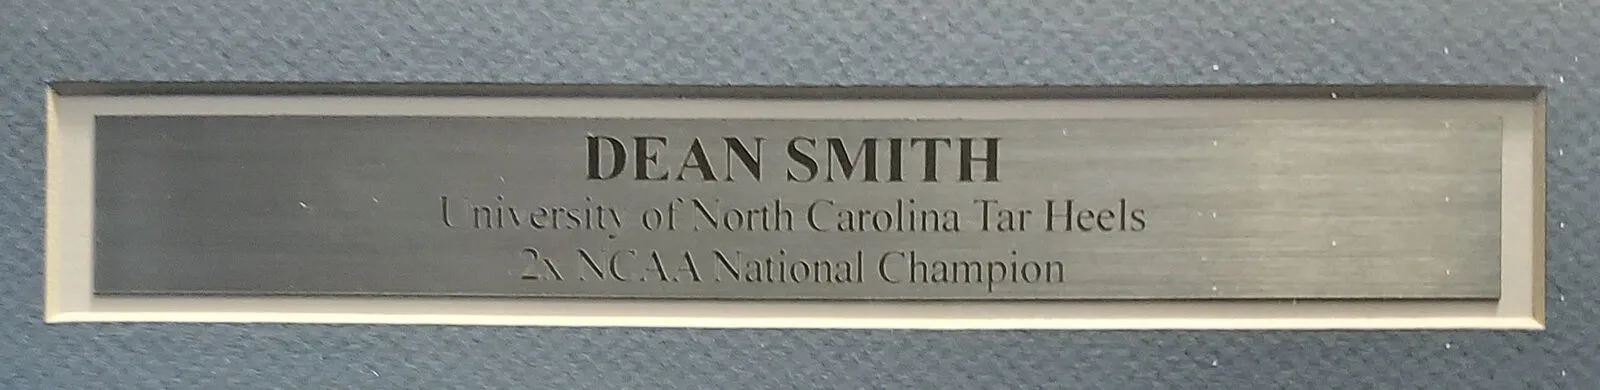 DEAN SMITH
University of North Carolina Tar Heels
2x NCAA National Champion